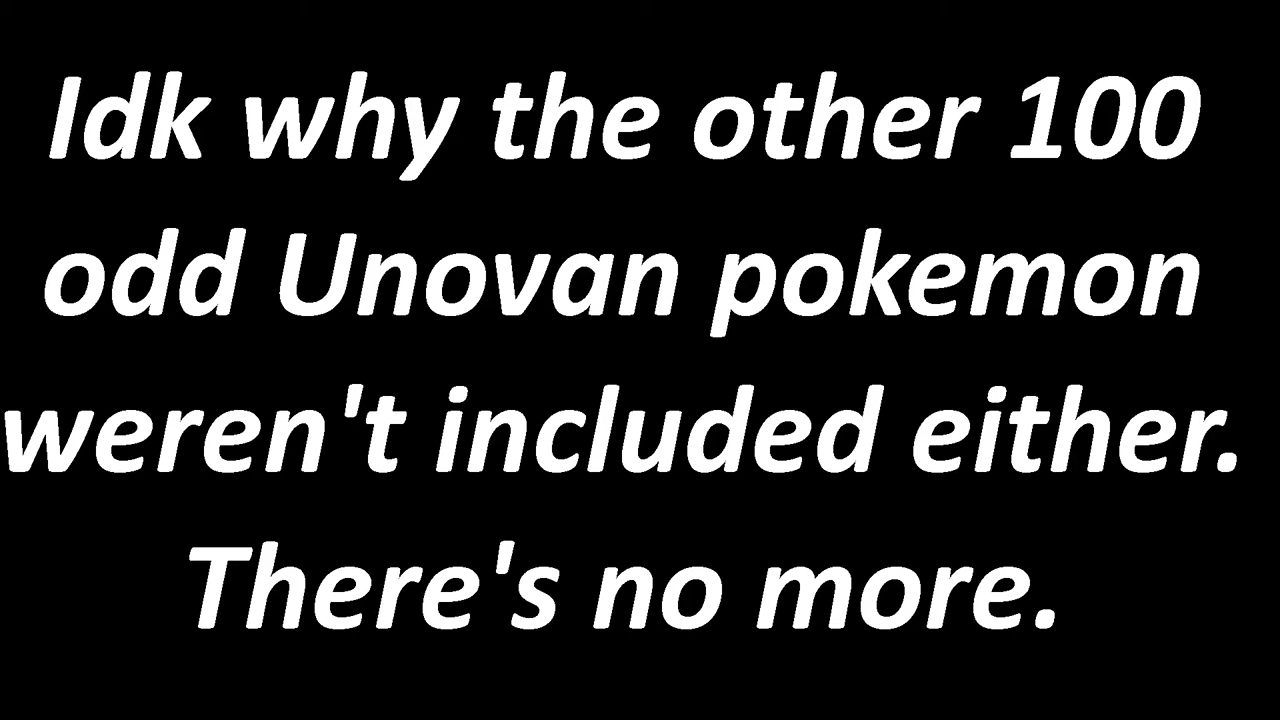 Idk why the other 100
odd Unovan pokemon
weren't included either.
There's no more.